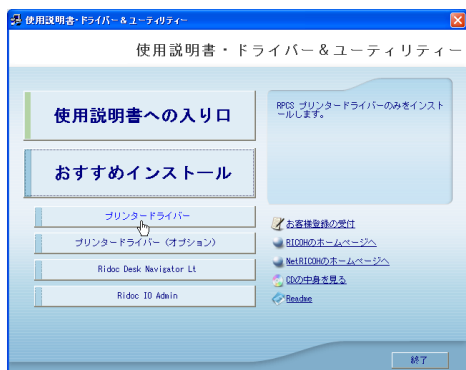 使用説明書・ドライバー＆ユーティリティー
使用説明書・ドライバー＆ユーティリティー
使用説明書への入り口
RPCS プリンタードライバーのみをインスト
ールします。
おすすめインストール
プリンタードライバー
プリンタードライバー（オプション）
Ridoc Desk Navigator Lt
Ridoc IO Admin
お客様登録の受付
RICOHのホームページへ
NetRICOHのホームページへ
CDの中身を見る
Readme
終了